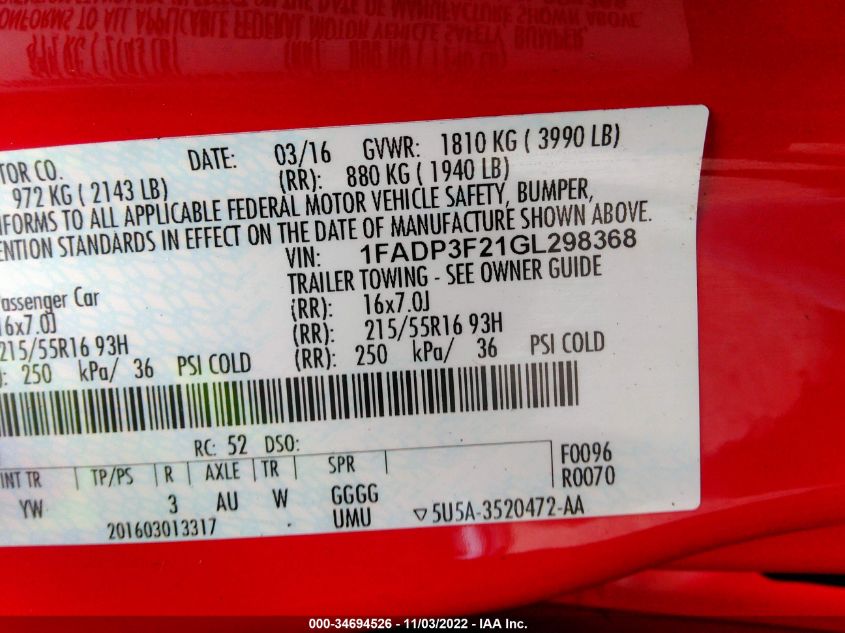 TOR CO. DATE: 03/16 GVWR: 1810 KG ( 3990 LB)
972 KG ( 2143 LB) (RR): 880 KG ( 1940 LB)
NFORMS TO ALL APPLICABLE FEDERAL MOTOR VEHICLE SAFETY, BUMPER,
ENTION STANDARDS IN EFFECT ON THE DATE OF MANUFACTURE SHOWN ABOVE.
VIN: 1FADP3F21GL298368
TRAILER TOWING - SEE OWNER GUIDE
Passenger Car
16x7.0J (RR): 16x7.0J
215/55R16 93H (RR): 215/55R16 93H
): 250 kPa/ 36 PSI COLD (RR): 250 kPa/ 36 PSI COLD
RC: 52 DSO:
INT TR TP/PS R AXLE TR SPR F0096
R0070
YW 3 AU W GGGG
UMU ▽5U5A-3520472-AA
201603013317
000-34694526 - 11/03/2022 - IAA Inc.